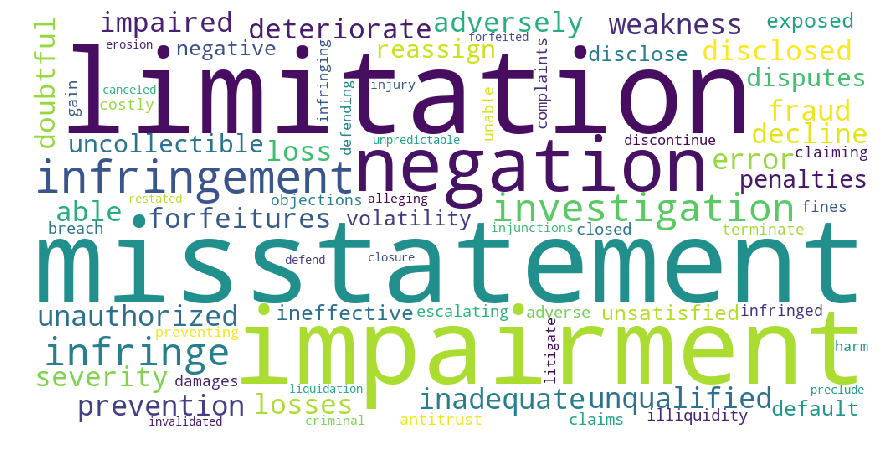 impaired
deteriorate
adversely
weakness
exposed
erosion
negative
reassign
forfeited
disclose
disclosed
doubtful
limitation
gain
canceled
costly
infringing
defending
injury
unable
complaints
disputes
fraud
decline
uncollectible
loss
unpredictable
negation
discontinue
error
claiming
infringement
penalties
restated
objections
alleging
able
forfeitures
volatility
investigation
fines
breach
injunctions
closed
terminate
misstatement
defend
closure
unauthorized
ineffective
escalating
adverse
unsatisfied
infringed
preventing
impairment
litigate
infringe
harm
severity
damages
liquidation
preclude
prevention
losses
inadequate
unqualified
default
invalidated
criminal
antitrust
claims
illiquidity